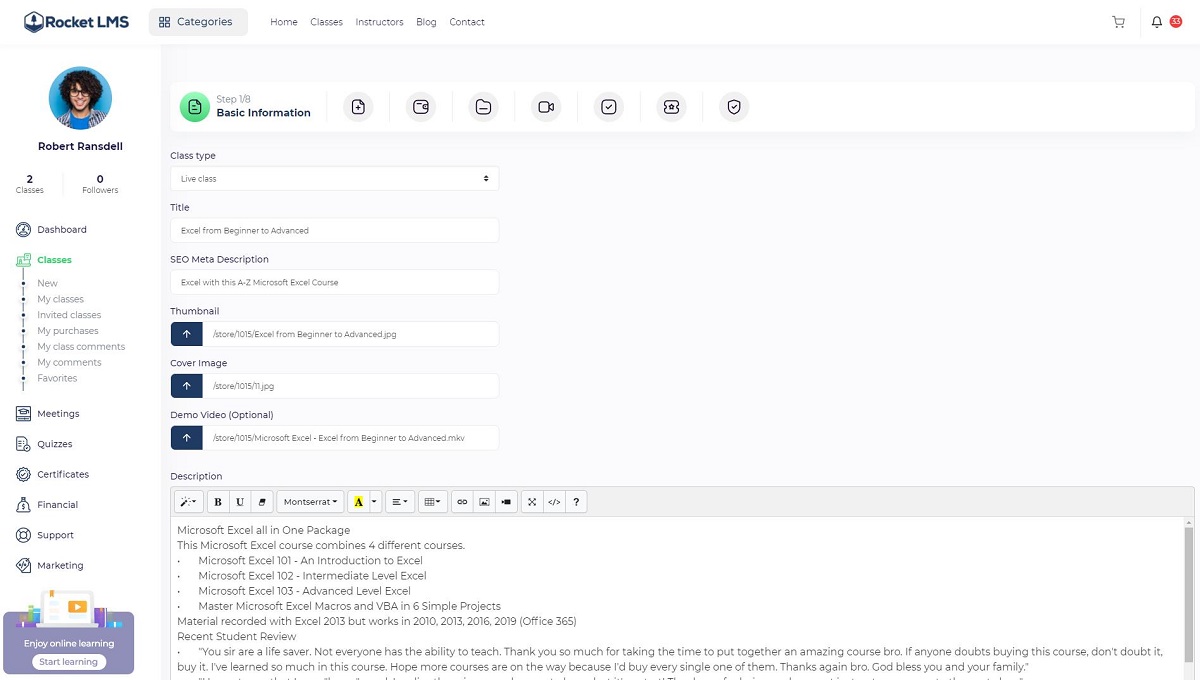 Rocket LMS
Categories
Home
Classes
Instructors
Blog
Contact
33
Robert Ransdell
2
Classes
0
Followers
Dashboard
Classes
New
My classes
Invited classes
My purchases
My class comments
My comments
Favorites
Meetings
Quizzes
Certificates
Financial
Support
Marketing
Enjoy online learning
Start learning
Step 1/8
Basic Information
Class type
Live class
Title
Excel from Beginner to Advanced
SEO Meta Description
Excel with this A-Z Microsoft Excel Course
Thumbnail
/store/1015/Excel from Beginner to Advanced.jpg
Cover Image
/store/1015/11.jpg
Demo Video (Optional)
/store/1015/Microsoft Excel - Excel from Beginner to Advanced.mkv
Description
B U Montserrat A </> ?
Microsoft Excel all in One Package
This Microsoft Excel course combines 4 different courses.
• Microsoft Excel 101 - An Introduction to Excel
• Microsoft Excel 102 - Intermediate Level Excel
• Microsoft Excel 103 - Advanced Level Excel
• Master Microsoft Excel Macros and VBA in 6 Simple Projects
Material recorded with Excel 2013 but works in 2010, 2013, 2016, 2019 (Office 365)
Recent Student Review
• "You sir are a life saver. Not everyone has the ability to teach. Thank you so much for taking the time to put together an amazing course bro. If anyone doubts buying this course, don't doubt it,
buy it. I've learned so much in this course. Hope more courses are on the way because I'd buy every single one of them. Thanks again bro. God bless you and your family."